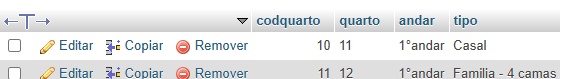 codquarto quarto andar tipo
Editar Copiar Remover 10 11 1°andar Casal
Editar Copiar Remover 11 12 1°andar Familia - 4 camas